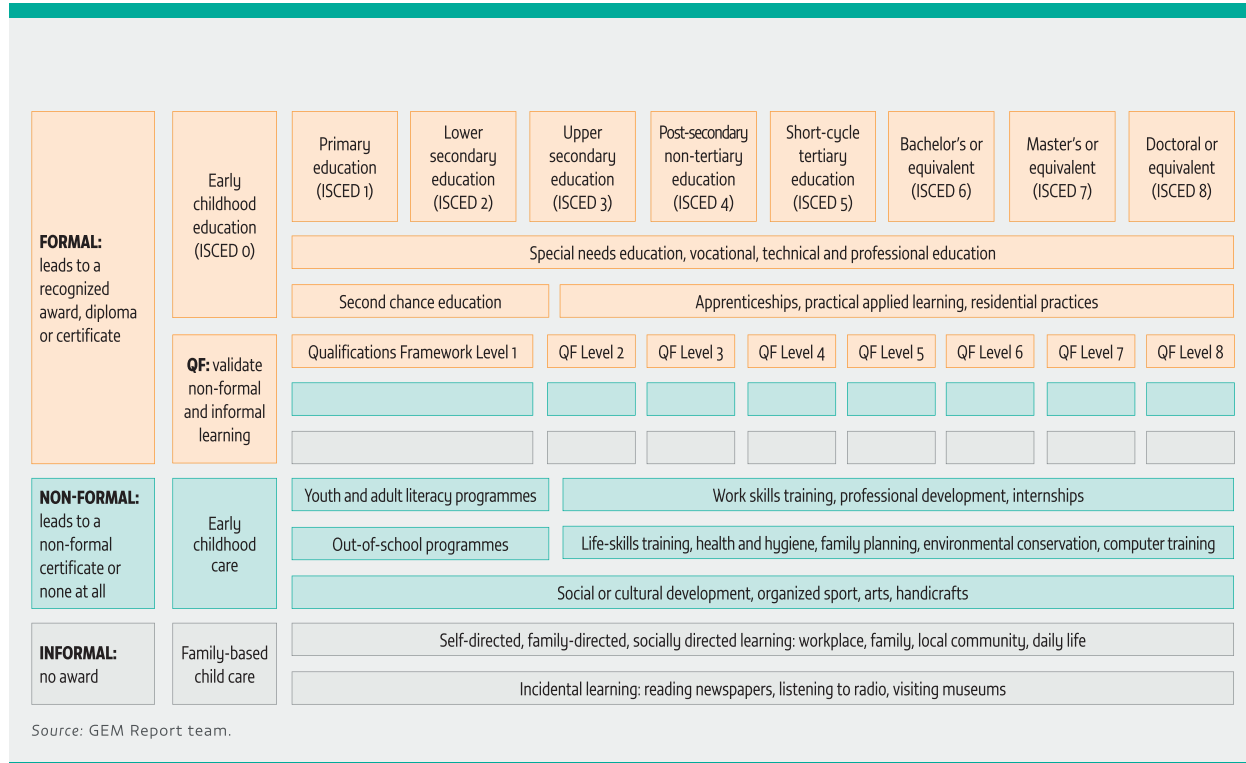 FORMAL:
leads to a
recognized
award, diploma
or certificate
Early
childhood
education
(ISCED 0)
Primary
education
(ISCED 1)
Lower
secondary
education
(ISCED 2)
Upper
secondary
education
(ISCED 3)
Post-secondary
non-tertiary
education
(ISCED 4)
Short-cycle
tertiary
education
(ISCED 5)
Bachelor's or
equivalent
(ISCED 6)
Master's or
equivalent
(ISCED 7)
Doctoral or
equivalent
(ISCED 8)
Special needs education, vocational, technical and professional education
Second chance education
Apprenticeships, practical applied learning, residential practices
QF: validate
non-formal
and informal
learning
Qualifications Framework Level 1
QF Level 2
QF Level 3
QF Level 4
QF Level 5
QF Level 6
QF Level 7
QF Level 8
NON-FORMAL:
leads to a
non-formal
certificate or
none at all
Early
childhood
care
Youth and adult literacy programmes
Work skills training, professional development, internships
Out-of-school programmes
Life-skills training, health and hygiene, family planning, environmental conservation, computer training
Social or cultural development, organized sport, arts, handicrafts
INFORMAL:
no award
Family-based
child care
Self-directed, family-directed, socially directed learning: workplace, family, local community, daily life
Incidental learning: reading newspapers, listening to radio, visiting museums
Source: GEM Report team.